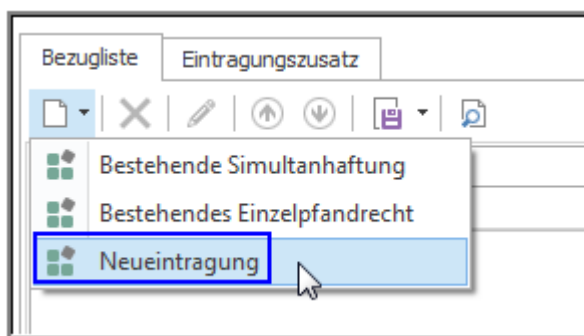 Bezugliste Eintragungszusatz
Bestehende Simultanhaftung
Bestehendes Einzelpfandrecht
Neueintragung